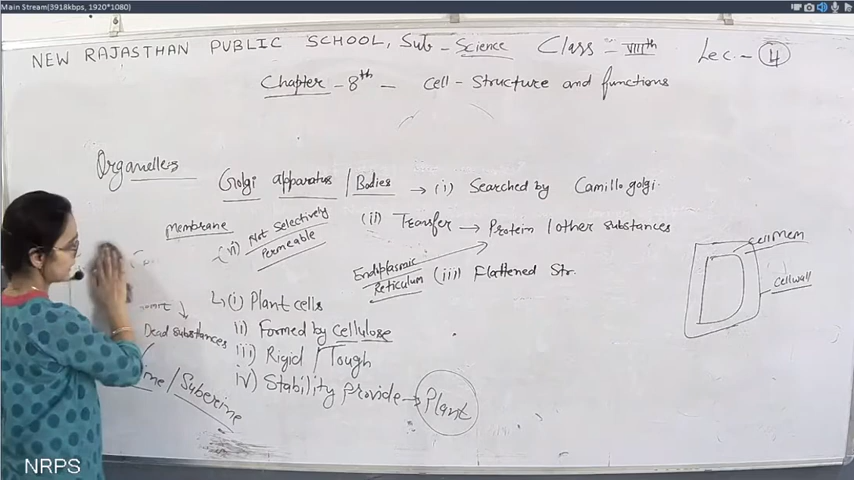 Main Stream(3918kbps, 1920*1080)
NEW RAJASTHAN PUBLIC SCHOOL, Sub - Science Class = VIIIth Lec - 4
Chapter - 8th - Cell - Structure and functions
Organellers
Golgi apparatus / Bodies → (i) Searched by Camillo golgi.
(ii) Transfer → Protein / other substances
Endiplasmic Reticulum
(iii) Flattened Str.
Membrane
(vi) Not Selectively
Permeable
(i) Plant cells
ii) Formed by cellulose
iii) Rigid / Tough
iv) Stability provide → Plant
Dead substances
/ Suberine
cell Mem
cell wall
NRPS